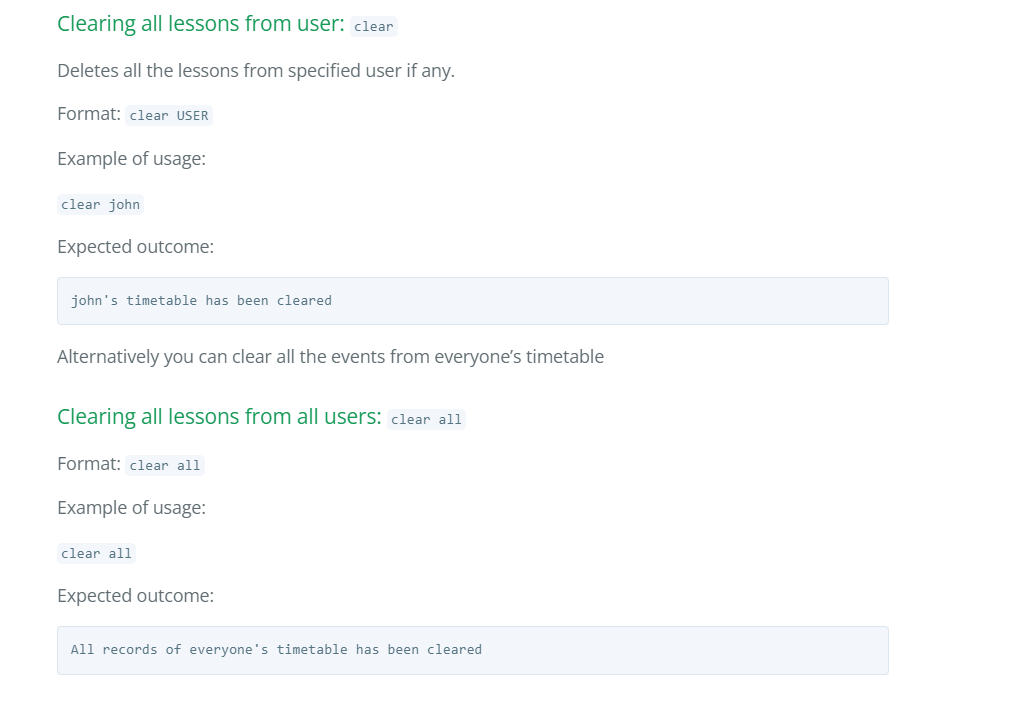 Clearing all lessons from user: clear
Deletes all the lessons from specified user if any.
Format: clear USER
Example of usage:
clear john
Expected outcome:
john's timetable has been cleared
Alternatively you can clear all the events from everyone’s timetable
Clearing all lessons from all users: clear all
Format: clear all
Example of usage:
clear all
Expected outcome:
All records of everyone's timetable has been cleared